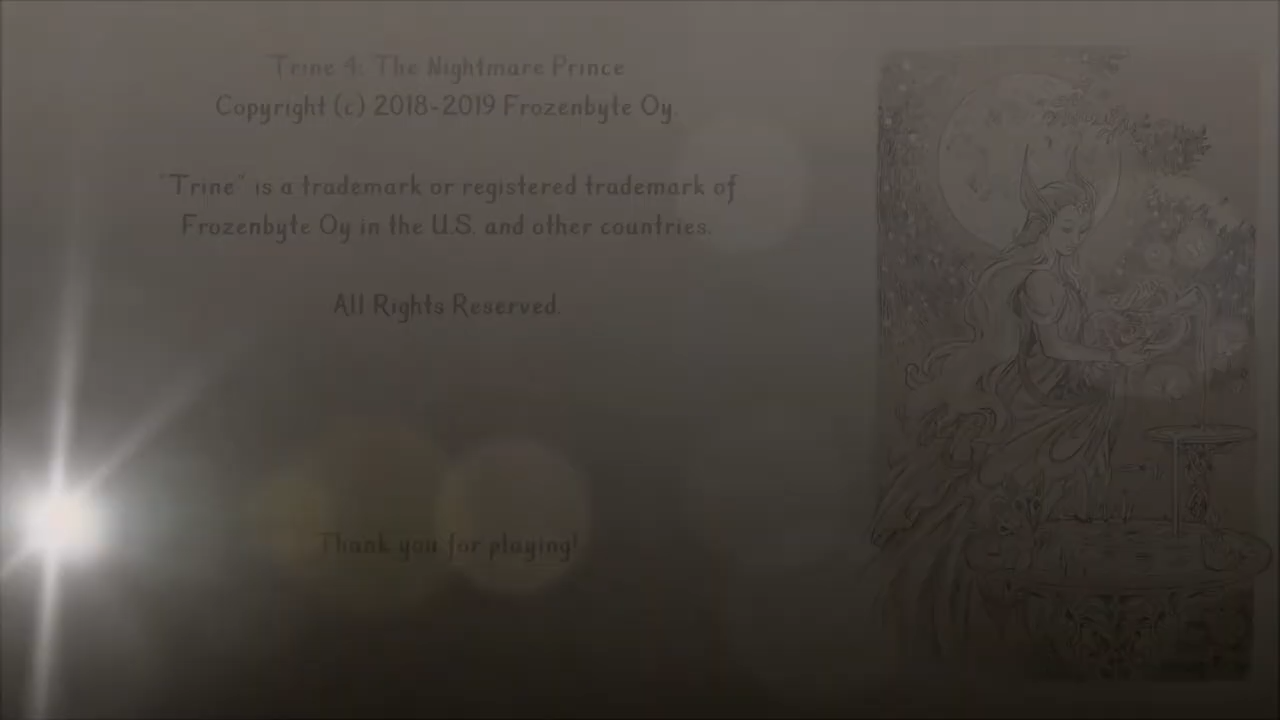 Trine 4: The Nightmare Prince
Copyright (c) 2018-2019 Frozenbyte Oy.
"Trine" is a trademark or registered trademark of
Frozenbyte Oy in the U.S. and other countries.
All Rights Reserved.
Thank you for playing!